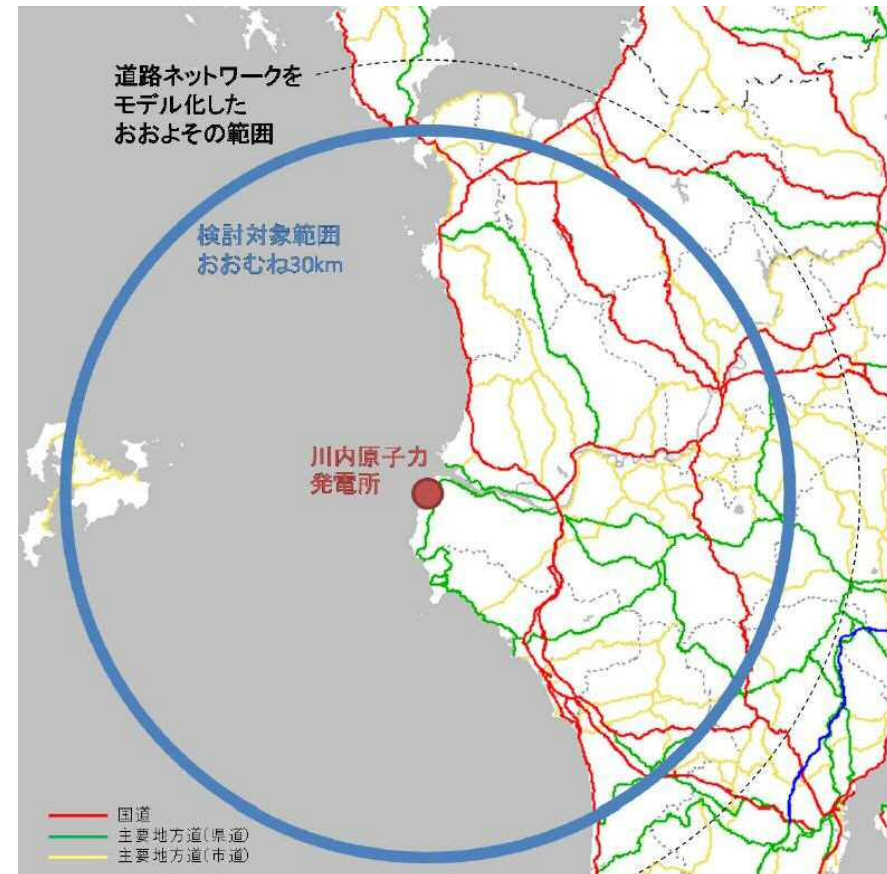 道路ネットワークを
モデル化した
おおよその範囲
検討対象範囲
おおむね30km
川内原子力
発電所
国道
主要地方道(県道)
主要地方道(市道)